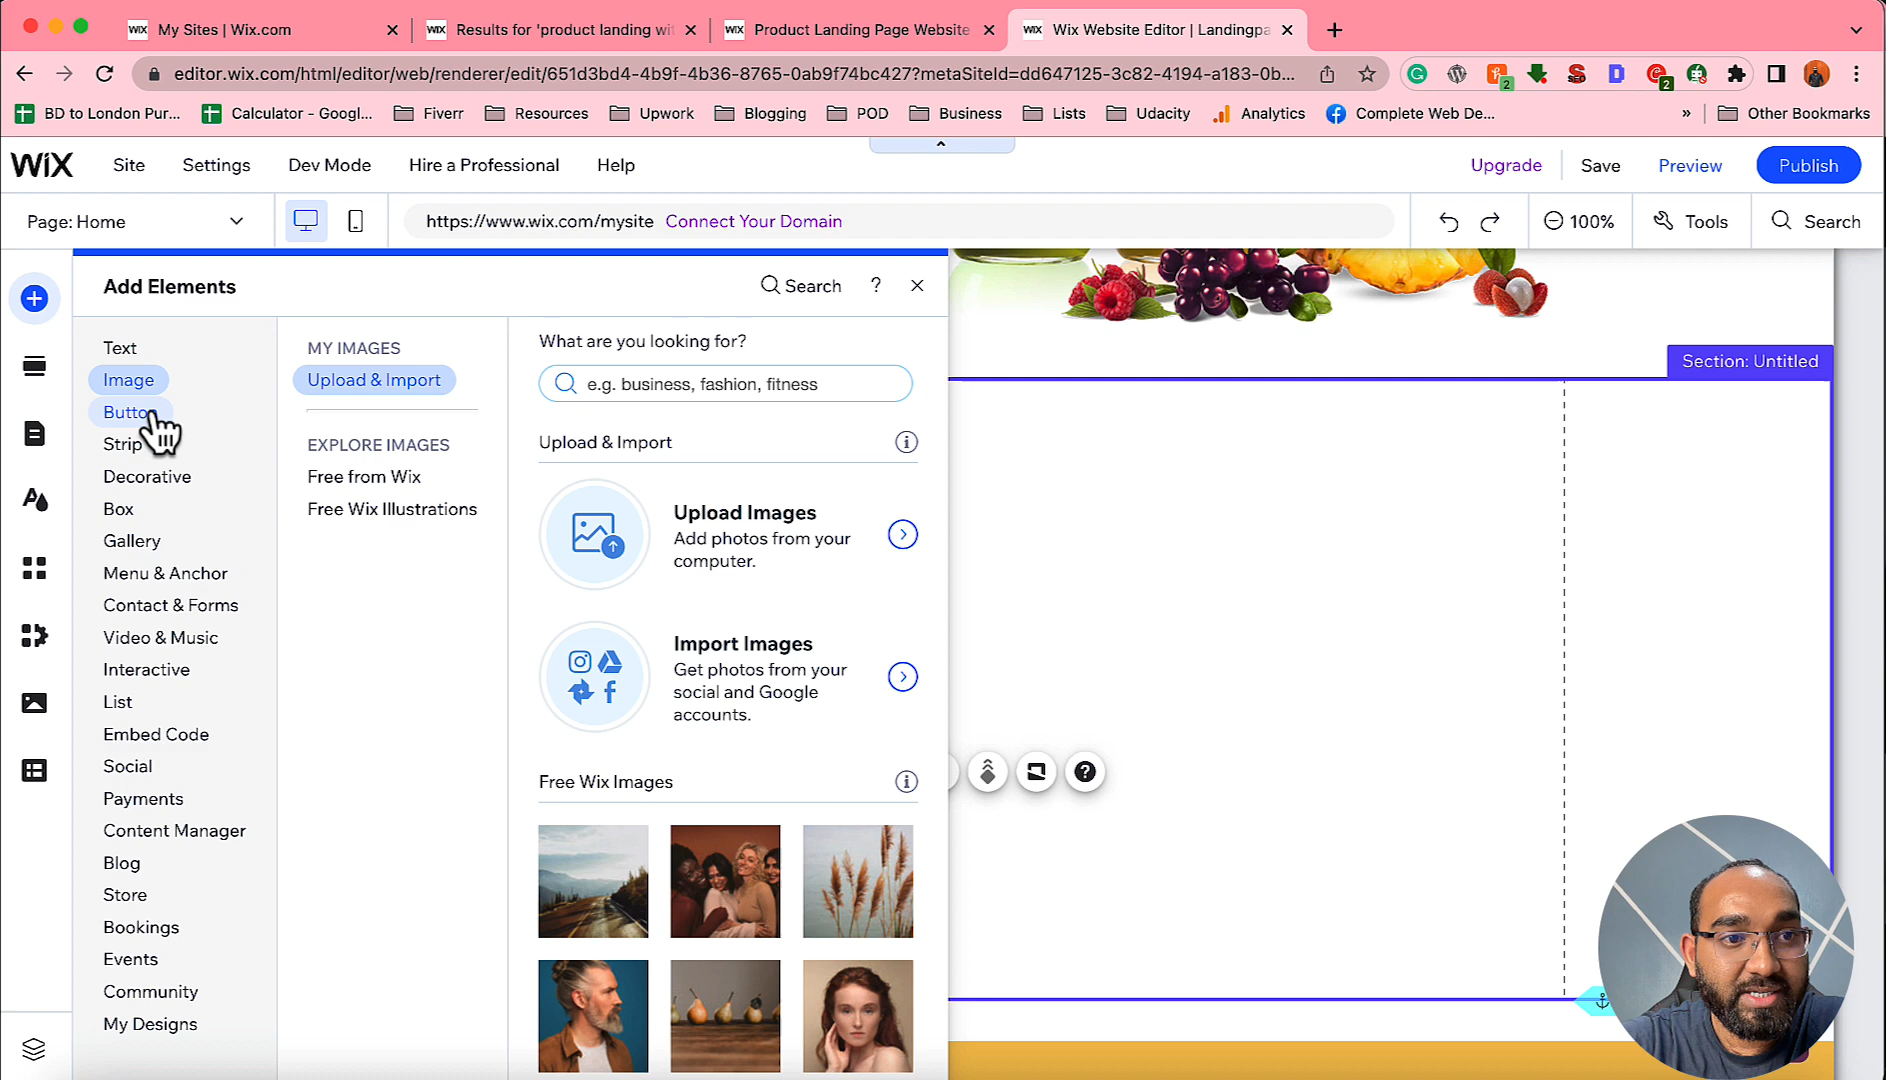 WiX My Sites | Wix.com
WiX Results for 'product landing wit
WiX Product Landing Page Website
WiX Wix Website Editor | Landingpa
editor.wix.com/html/editor/web/renderer/edit/651d3bd4-4b9f-4b36-8765-0ab9f74bc427?metaSiteId=dd647125-3c82-4194-a183-0b...
2
SEO
D
2
BD to London Pur...
Calculator - Googl...
Fiverr
Resources
Upwork
Blogging
POD
Business
Lists
Udacity
Analytics
Complete Web De...
»
Other Bookmarks
WiX
Site
Settings
Dev Mode
Hire a Professional
Help
Upgrade
Save
Preview
Publish
Page: Home
https://www.wix.com/mysite Connect Your Domain
100%
Tools
Search
Add Elements
Search
?
Text
Image
Button
Strip
Decorative
Box
Gallery
Menu & Anchor
Contact & Forms
Video & Music
Interactive
List
Embed Code
Social
Payments
Content Manager
Blog
Store
Bookings
Events
Community
My Designs
MY IMAGES
Upload & Import
EXPLORE IMAGES
Free from Wix
Free Wix Illustrations
What are you looking for?
e.g. business, fashion, fitness
Upload & Import
Upload Images
Add photos from your
computer.
Import Images
Get photos from your
social and Google
accounts.
Free Wix Images
Section: Untitled